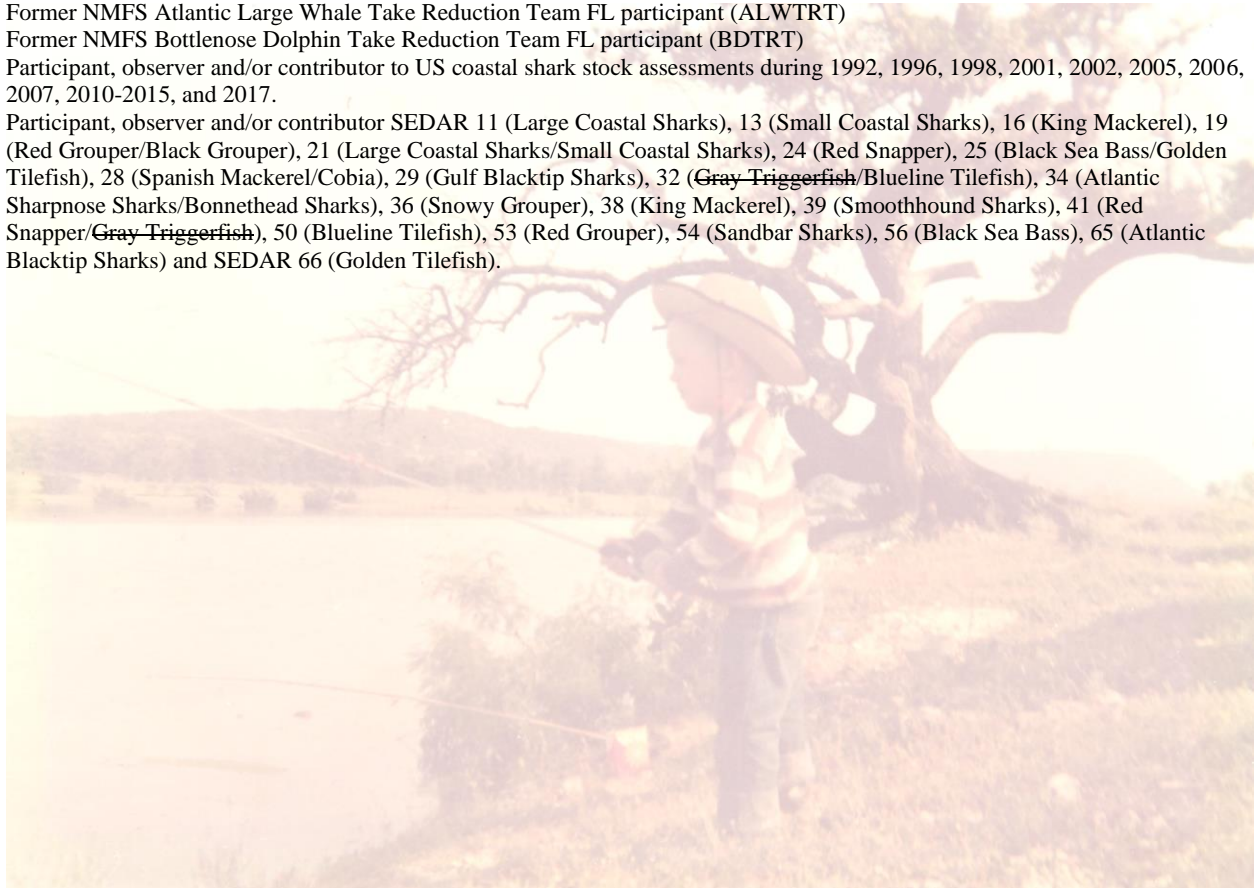 Former NMFS Atlantic Large Whale Take Reduction Team FL participant (ALWTRT)
Former NMFS Bottlenose Dolphin Take Reduction Team FL participant (BDTRT)
Participant, observer and/or contributor to US coastal shark stock assessments during 1992, 1996, 1998, 2001, 2002, 2005, 2006,
2007, 2010-2015, and 2017.
Participant, observer and/or contributor SEDAR 11 (Large Coastal Sharks), 13 (Small Coastal Sharks), 16 (King Mackerel), 19
(Red Grouper/Black Grouper), 21 (Large Coastal Sharks/Small Coastal Sharks), 24 (Red Snapper), 25 (Black Sea Bass/Golden
Tilefish), 28 (Spanish Mackerel/Cobia), 29 (Gulf Blacktip Sharks), 32 (Gray Triggerfish/Blueline Tilefish), 34 (Atlantic
Sharpnose Sharks/Bonnethead Sharks), 36 (Snowy Grouper), 38 (King Mackerel), 39 (Smoothhound Sharks), 41 (Red
Snapper/Gray Triggerfish), 50 (Blueline Tilefish), 53 (Red Grouper), 54 (Sandbar Sharks), 56 (Black Sea Bass), 65 (Atlantic
Blacktip Sharks) and SEDAR 66 (Golden Tilefish).